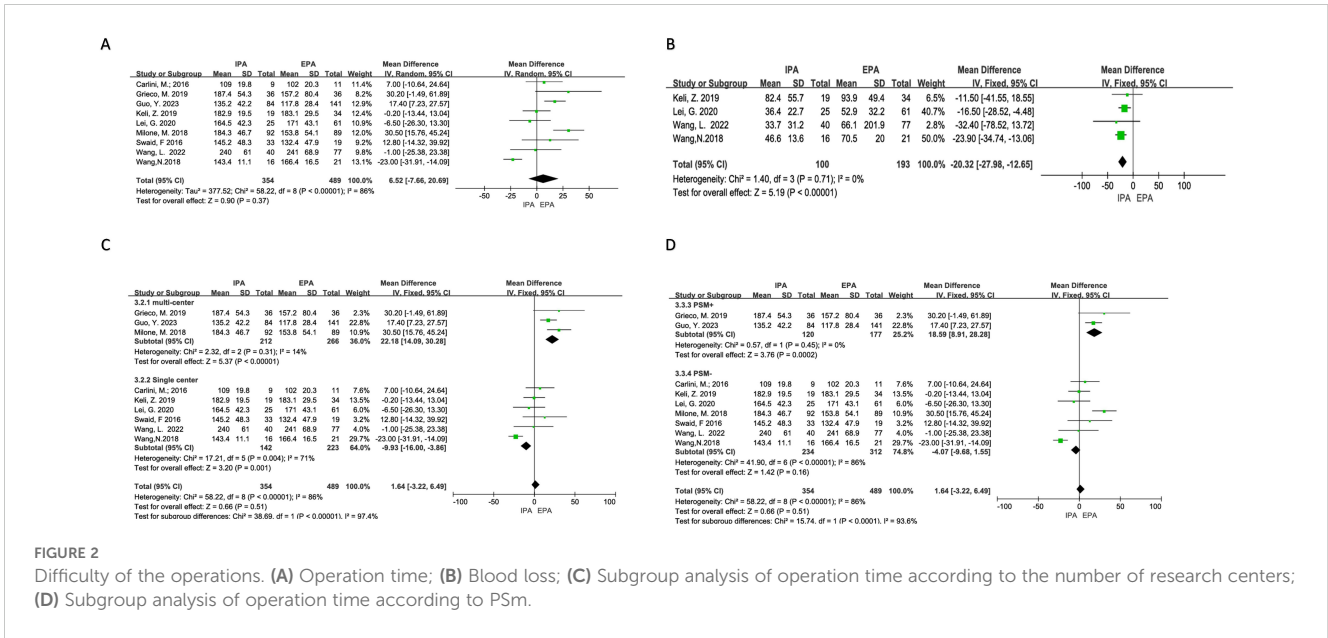 A
IPA EPA Mean Difference Mean Difference
Study or Subgroup Mean SD Total Mean SD Total Weight IV. Random. 95% CI IV. Random. 95% CI
Carlini, M.; 2016 109 19.8 9 102 20.3 11 11.4% 7.00 [-10.64, 24.64]
Grieco, M. 2019 187.4 54.3 36 157.2 80.4 36 8.2% 30.20 [-1.49, 61.89]
Guo, Y. 2023 135.2 42.2 84 117.8 28.4 141 13.0% 17.40 [7.23, 27.57]
Keli, Z. 2019 182.9 19.5 19 183.1 29.5 34 12.4% -0.20 [-13.44, 13.04]
Lei, G. 2020 164.5 42.3 25 171 43.1 61 10.9% -6.50 [-26.30, 13.30]
Milone, M. 2018 184.3 46.7 92 153.8 54.1 89 12.0% 30.50 [15.76, 45.24]
Swaid, F 2016 145.2 48.3 33 132.4 47.9 19 9.1% 12.80 [-14.32, 39.92]
Wang, L. 2022 240 61 40 241 68.9 77 9.8% -1.00 [-25.38, 23.38]
Wang,N.2018 143.4 11.1 16 166.4 16.5 21 13.2% -23.00 [-31.91, -14.09]
Total (95% CI) 354 489 100.0% 6.52 [-7.66, 20.69]
Heterogeneity: Tau² = 377.52; Chi² = 58.22, df = 8 (P < 0.00001); I² = 86%
Test for overall effect: Z = 0.90 (P = 0.37)
-50 -25 0 25 50
IPA EPA
B
IPA EPA Mean Difference Mean Difference
Study or Subgroup Mean SD Total Mean SD Total Weight IV. Fixed. 95% CI IV. Fixed. 95% CI
Keli, Z. 2019 82.4 55.7 19 93.9 49.4 34 6.5% -11.50 [-41.55, 18.55]
Lei, G. 2020 36.4 22.7 25 52.9 32.2 61 40.7% -16.50 [-28.52, -4.48]
Wang, L. 2022 33.7 31.2 40 66.1 201.9 77 2.8% -32.40 [-78.52, 13.72]
Wang,N.2018 46.6 13.6 16 70.5 20 21 50.0% -23.90 [-34.74, -13.06]
Total (95% CI) 100 193 100.0% -20.32 [-27.98, -12.65]
Heterogeneity: Chi² = 1.40, df = 3 (P = 0.71); I² = 0%
Test for overall effect: Z = 5.19 (P < 0.00001)
-100 -50 0 50 100
IPA EPA
C
IPA EPA Mean Difference Mean Difference
Study or Subgroup Mean SD Total Mean SD Total Weight IV. Fixed. 95% CI IV. Fixed. 95% CI
3.2.1 multi-center
Grieco, M. 2019 187.4 54.3 36 157.2 80.4 36 2.3% 30.20 [-1.49, 61.89]
Guo, Y. 2023 135.2 42.2 84 117.8 28.4 141 22.8% 17.40 [7.23, 27.57]
Milone, M. 2018 184.3 46.7 92 153.8 54.1 89 10.8% 30.50 [15.76, 45.24]
Subtotal (95% CI) 212 266 36.0% 22.18 [14.09, 30.28]
Heterogeneity: Chi² = 2.32, df = 2 (P = 0.31); I² = 14%
Test for overall effect: Z = 5.37 (P < 0.00001)
3.2.2 Single center
Carlini, M.; 2016 109 19.8 9 102 20.3 11 7.6% 7.00 [-10.64, 24.64]
Keli, Z. 2019 182.9 19.5 19 183.1 29.5 34 13.5% -0.20 [-13.44, 13.04]
Lei, G. 2020 164.5 42.3 25 171 43.1 61 6.0% -6.50 [-26.30, 13.30]
Swaid, F 2016 145.2 48.3 33 132.4 47.9 19 3.2% 12.80 [-14.32, 39.92]
Wang, L. 2022 240 61 40 241 68.9 77 4.0% -1.00 [-25.38, 23.38]
Wang,N.2018 143.4 11.1 16 166.4 16.5 21 29.7% -23.00 [-31.91, -14.09]
Subtotal (95% CI) 142 223 64.0% -9.93 [-16.00, -3.86]
Heterogeneity: Chi² = 17.21, df = 5 (P = 0.004); I² = 71%
Test for overall effect: Z = 3.20 (P = 0.001)
Total (95% CI) 354 489 100.0% 1.64 [-3.22, 6.49]
Heterogeneity: Chi² = 58.22, df = 8 (P < 0.00001); I² = 86%
Test for overall effect: Z = 0.66 (P = 0.51)
Test for subgroup differences: Chi² = 38.69, df = 1 (P < 0.00001), I² = 97.4%
-100 -50 0 50 100
IPA EPA
D
IPA EPA Mean Difference Mean Difference
Study or Subgroup Mean SD Total Mean SD Total Weight IV. Fixed. 95% CI IV. Fixed. 95% CI
3.3.3 PSM+
Grieco, M. 2019 187.4 54.3 36 157.2 80.4 36 2.3% 30.20 [-1.49, 61.89]
Guo, Y. 2023 135.2 42.2 84 117.8 28.4 141 22.8% 17.40 [7.23, 27.57]
Subtotal (95% CI) 120 177 25.2% 18.59 [8.91, 28.28]
Heterogeneity: Chi² = 0.57, df = 1 (P = 0.45); I² = 0%
Test for overall effect: Z = 3.76 (P = 0.0002)
3.3.4 PSM-
Carlini, M.; 2016 109 19.8 9 102 20.3 11 7.6% 7.00 [-10.64, 24.64]
Keli, Z. 2019 182.9 19.5 19 183.1 29.5 34 13.5% -0.20 [-13.44, 13.04]
Lei, G. 2020 164.5 42.3 25 171 43.1 61 6.0% -6.50 [-26.30, 13.30]
Milone, M. 2018 184.3 46.7 92 153.8 54.1 89 10.8% 30.50 [15.76, 45.24]
Swaid, F 2016 145.2 48.3 33 132.4 47.9 19 3.2% 12.80 [-14.32, 39.92]
Wang, L. 2022 240 61 40 241 68.9 77 4.0% -1.00 [-25.38, 23.38]
Wang,N.2018 143.4 11.1 16 166.4 16.5 21 29.7% -23.00 [-31.91, -14.09]
Subtotal (95% CI) 234 312 74.8% -4.07 [-9.68, 1.55]
Heterogeneity: Chi² = 41.90, df = 6 (P < 0.00001); I² = 86%
Test for overall effect: Z = 1.42 (P = 0.16)
Total (95% CI) 354 489 100.0% 1.64 [-3.22, 6.49]
Heterogeneity: Chi² = 58.22, df = 8 (P < 0.00001); I² = 86%
Test for overall effect: Z = 0.66 (P = 0.51)
Test for subgroup differences: Chi² = 15.74, df = 1 (P < 0.0001), I² = 93.6%
-100 -50 0 50 100
IPA EPA
FIGURE 2
Difficulty of the operations. (A) Operation time; (B) Blood loss; (C) Subgroup analysis of operation time according to the number of research centers;
(D) Subgroup analysis of operation time according to PSm.